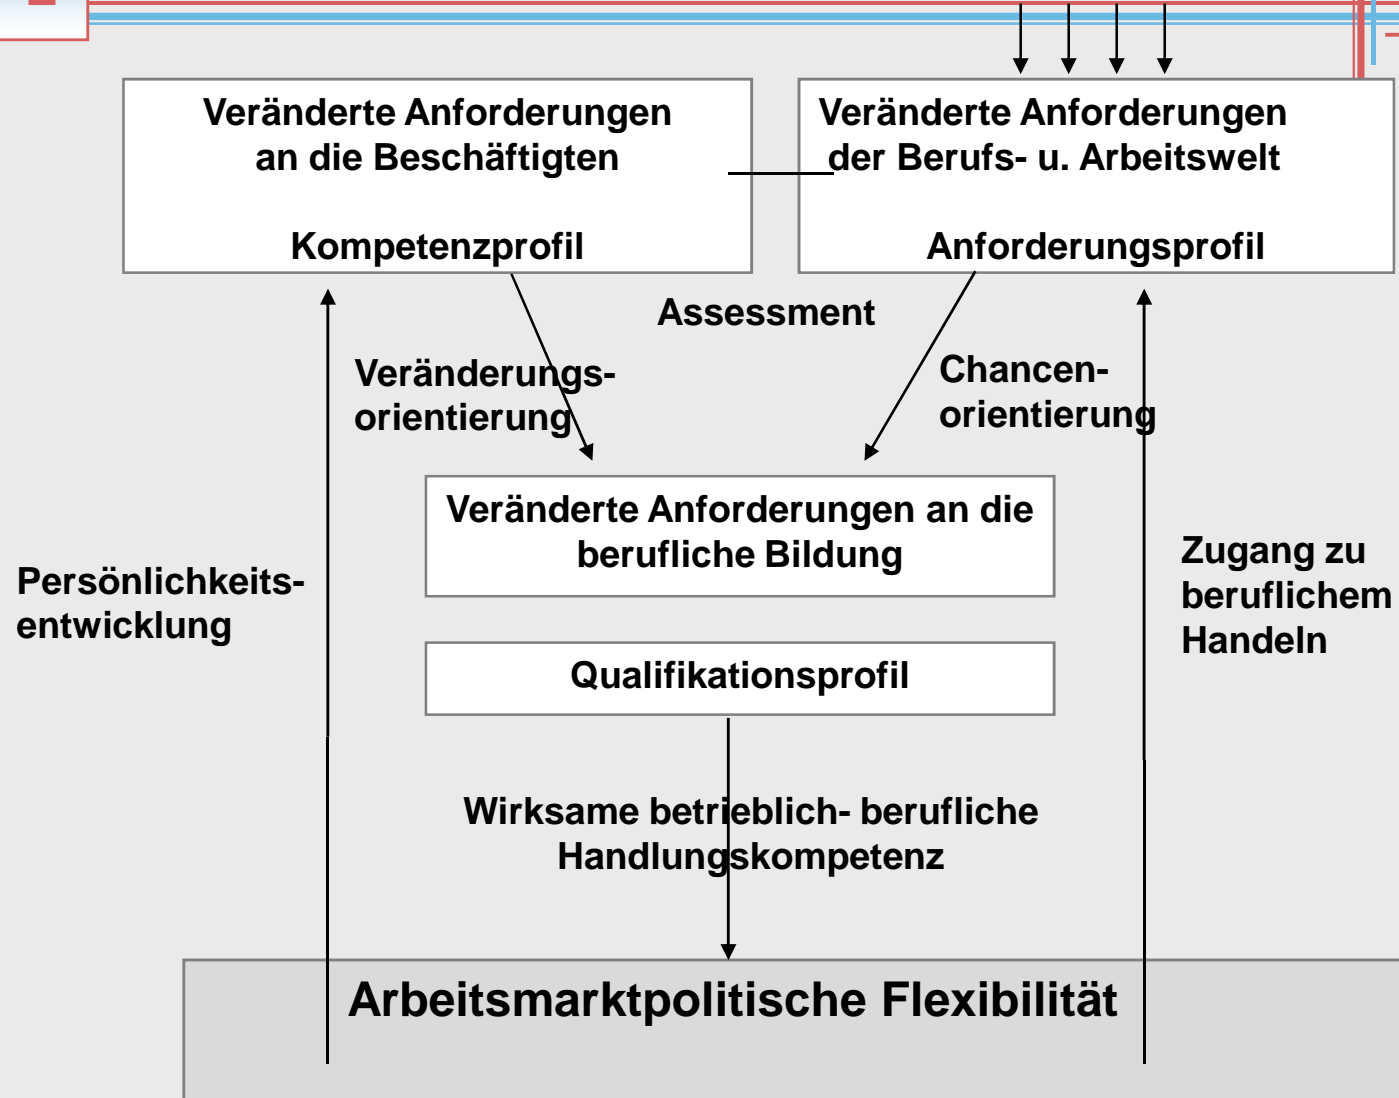 Veränderte Anforderungen
an die Beschäftigten
Kompetenzprofil
Veränderte Anforderungen
der Berufs- u. Arbeitswelt
Anforderungsprofil
Assessment
Veränderungs-
orientierung
Chancen-
orientierung
Veränderte Anforderungen an die
berufliche Bildung
Persönlichkeits-
entwicklung
Zugang zu
beruflichem
Handeln
Qualifikationsprofil
Wirksame betrieblich- berufliche
Handlungskompetenz
Arbeitsmarktpolitische Flexibilität